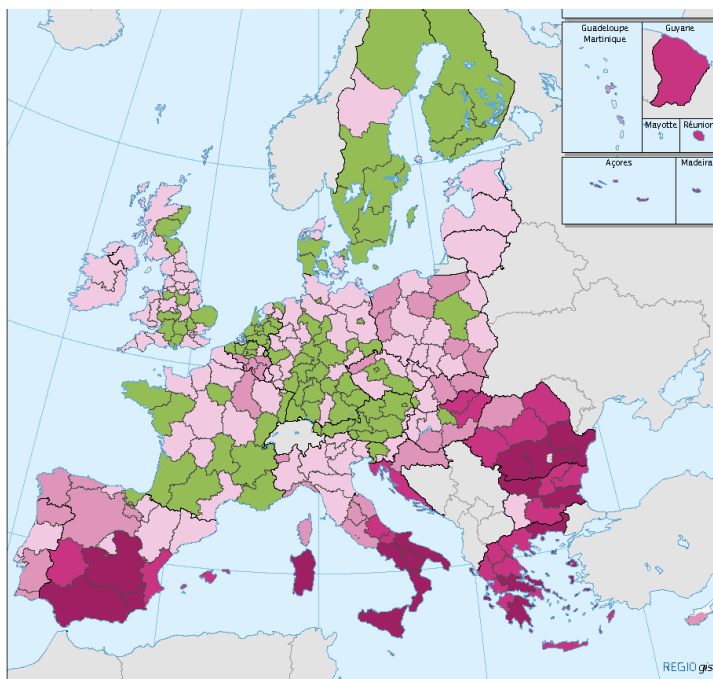 Guadeloupe
Martinique
Guyane
Mayotte
Réunion
Açores
Madeira
REGIOgis